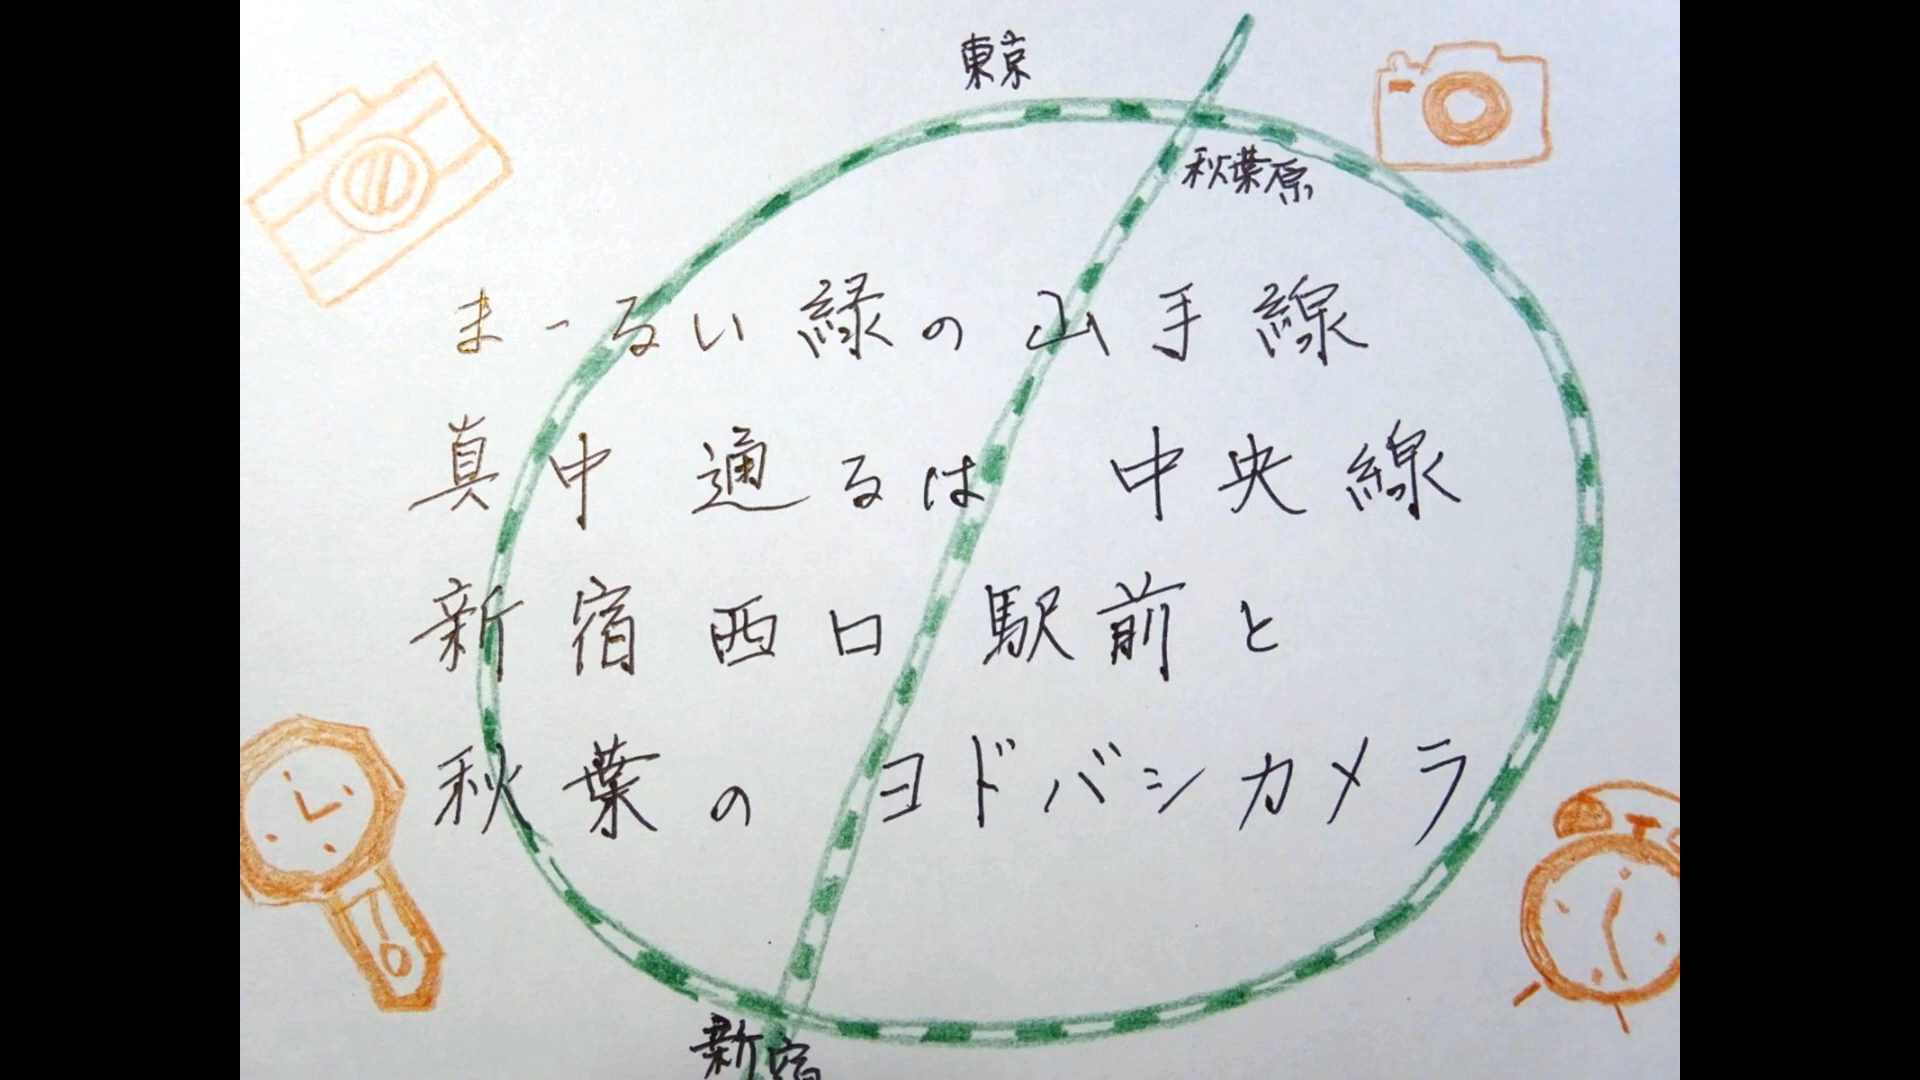 東京
秋葉原
まーるい緑の山手線
真中通るは 中央線
新宿西口駅前と
秋葉のヨドバシカメラ
新宿